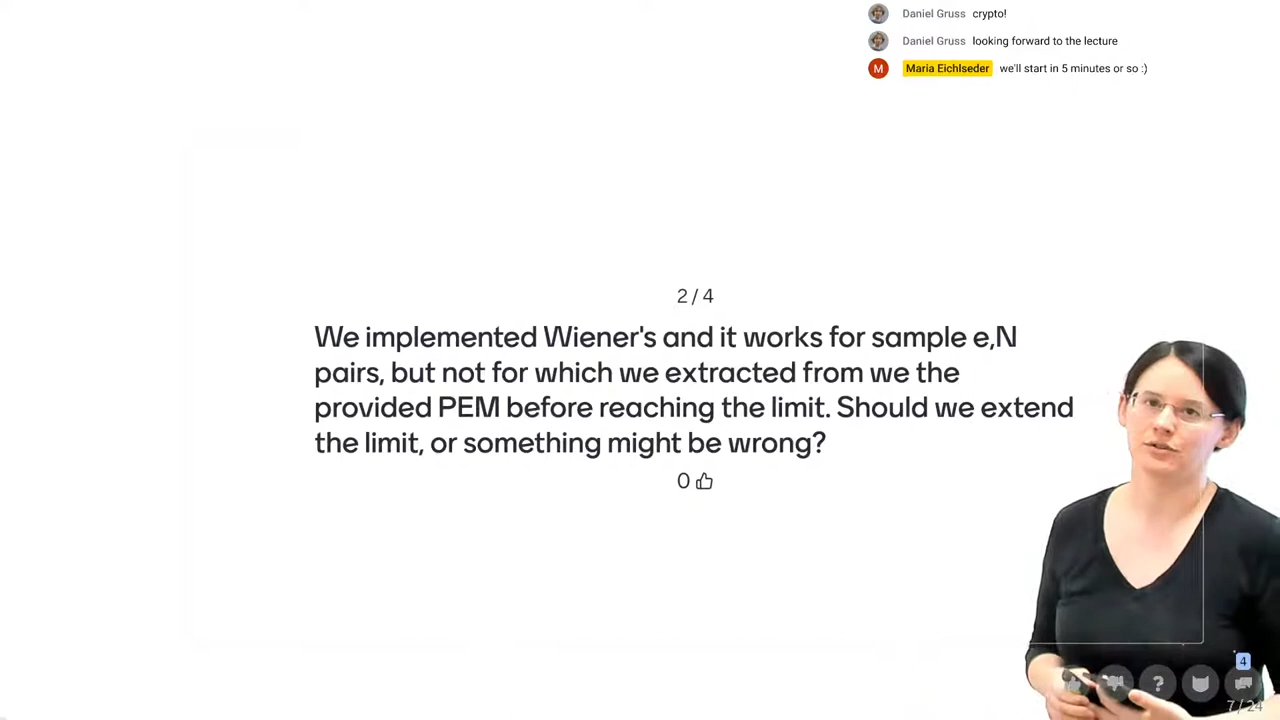 Daniel Gruss crypto!
Daniel Gruss looking forward to the lecture
M Maria Eichlseder we'll start in 5 minutes or so :)
2 / 4
We implemented Wiener's and it works for sample e,N
pairs, but not for which we extracted from we the
provided PEM before reaching the limit. Should we extend
the limit, or something might be wrong?
0
4
?
7 / 24